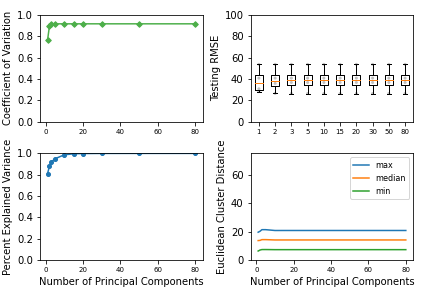 Coefficient of Variation
1.0
0.8
0.6
0.4
0.2
0.0
0 20 40 60 80
Testing RMSE
100
80
60
40
20
0
1 2 3 5 10 15 20 30 50 80
Percent Explained Variance
1.0
0.8
0.6
0.4
0.2
0.0
0 20 40 60 80
Number of Principal Components
Euclidean Cluster Distance
60
40
20
0
max
median
min
0 20 40 60 80
Number of Principal Components